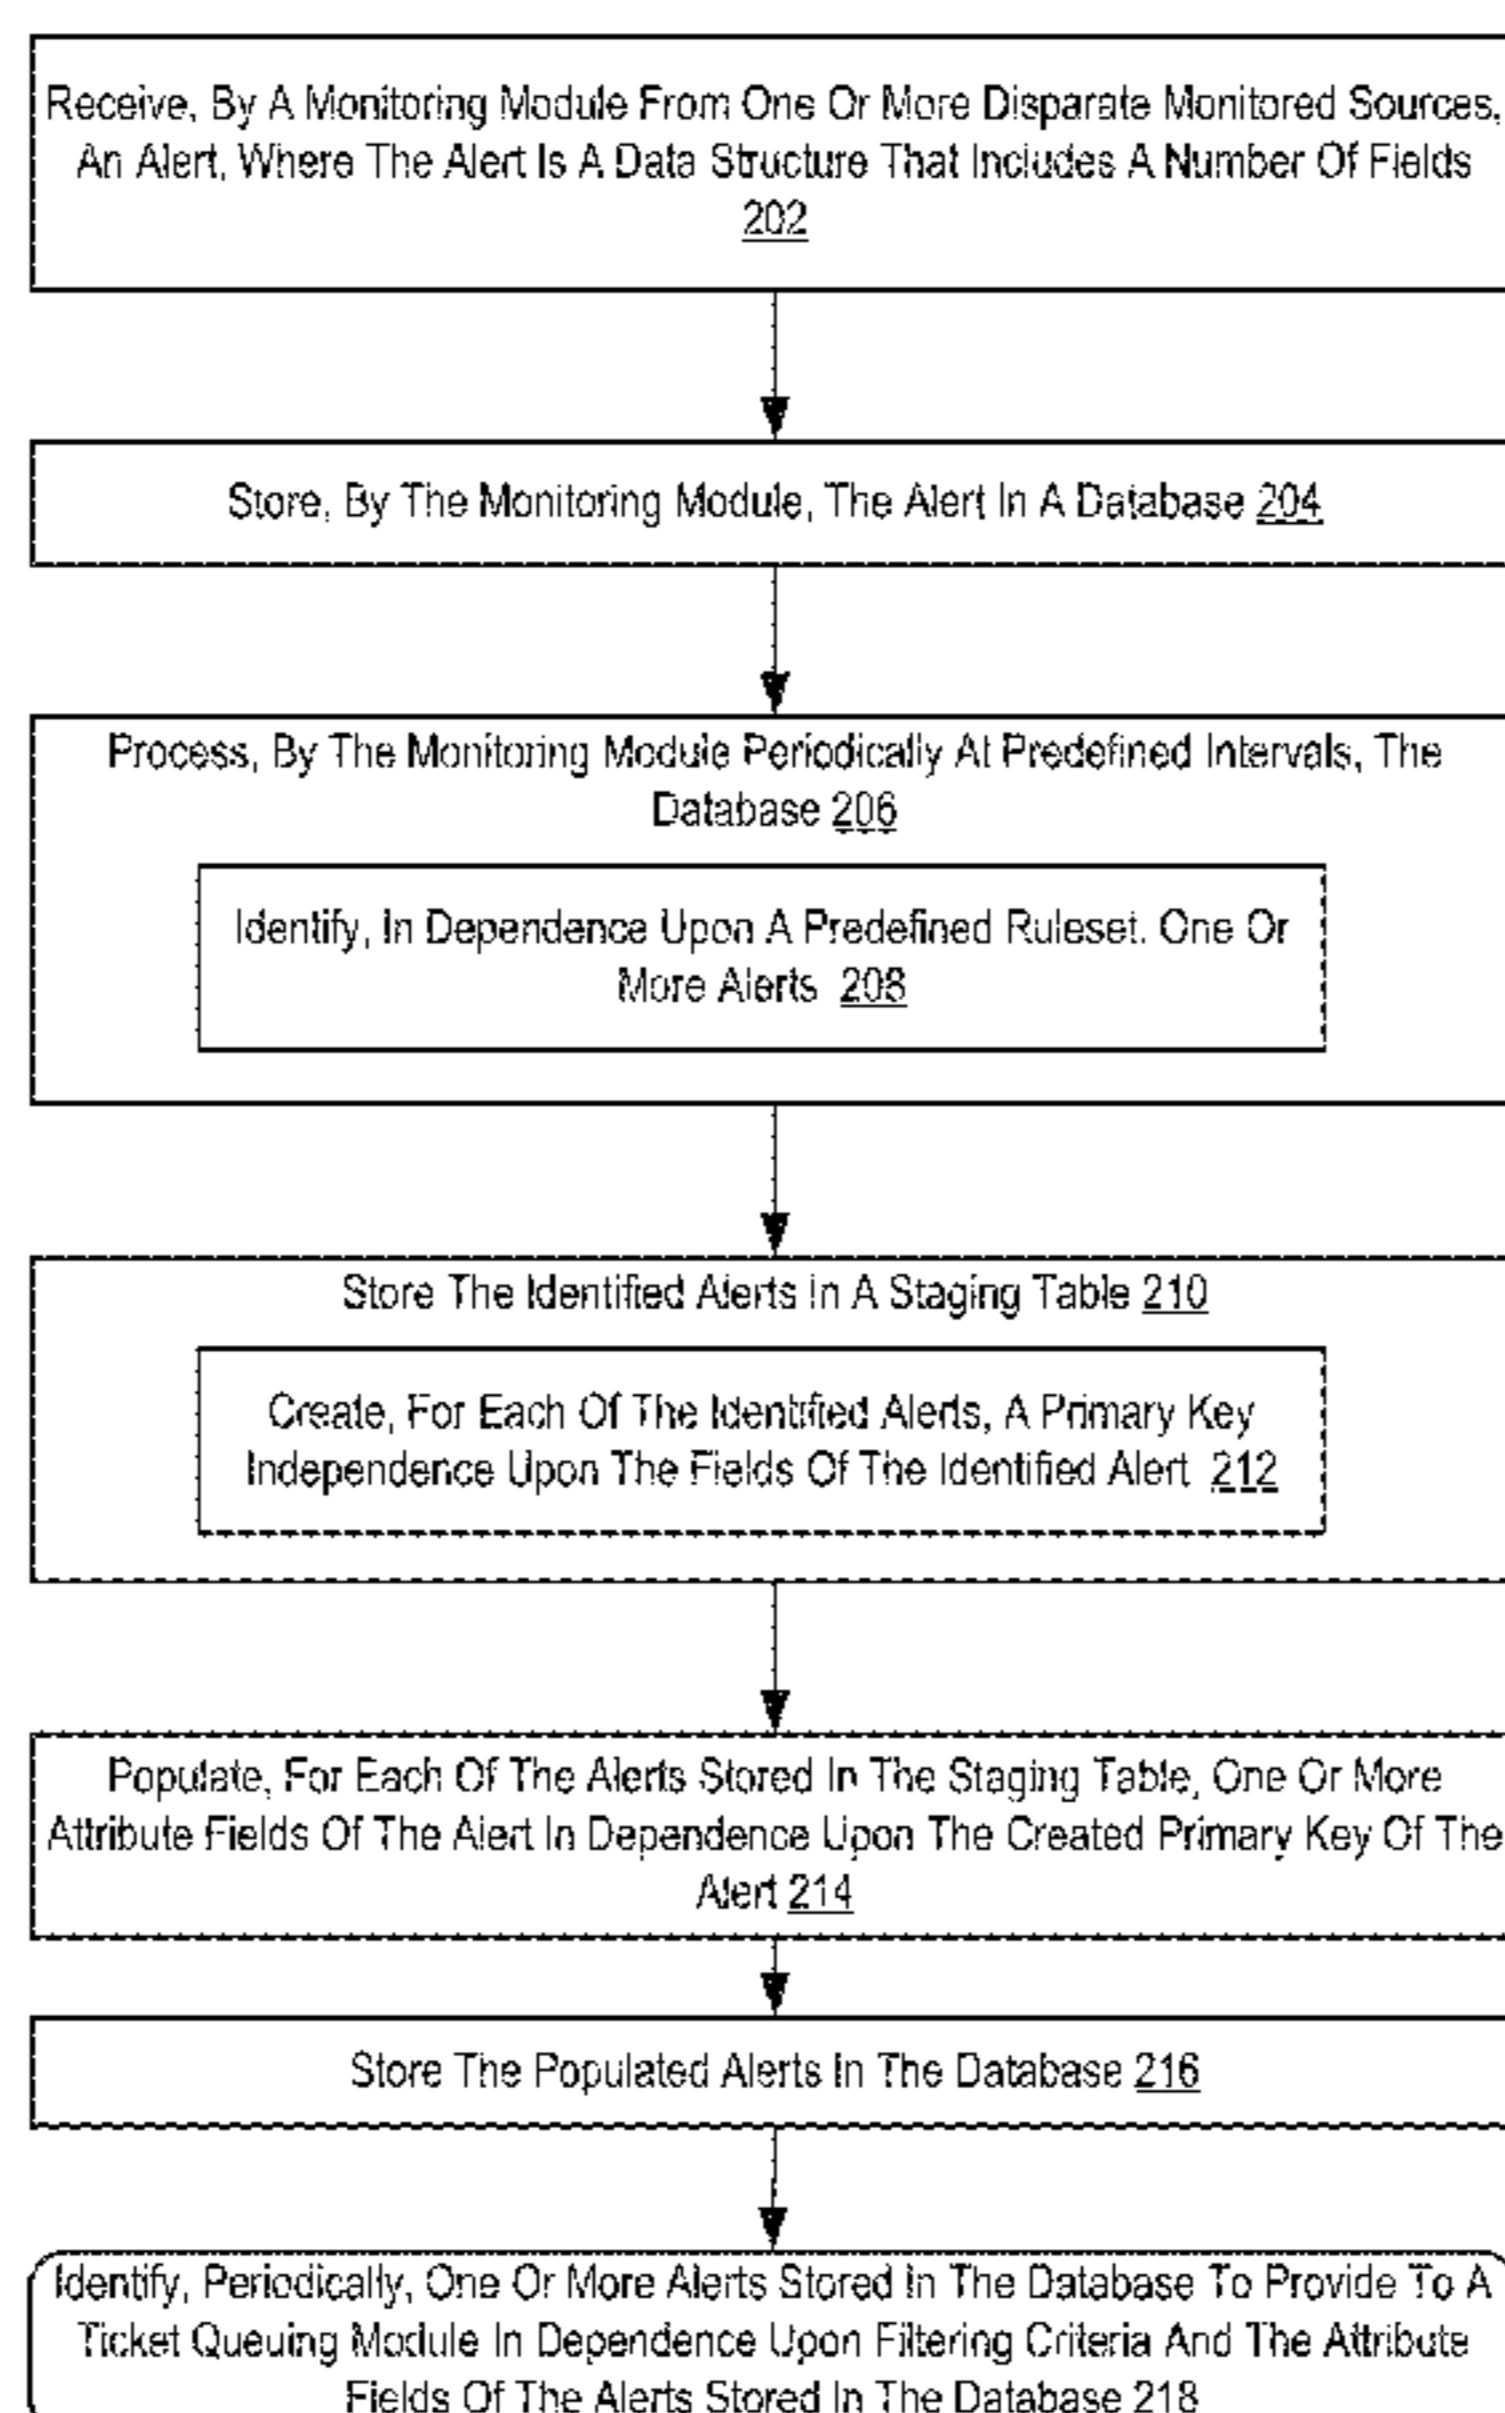 Receive, By A Monitoring Module From One Or More Disparate Monitored Sources,
An Alert, Where The Alert Is A Data Structure That Includes A Number Of Fields
202
Store, By The Monitoring Module, The Alert In A Database 204
Process, By The Monitoring Module Periodically At Predefined Intervals, The
Database 206
Identify, In Dependence Upon A Predefined Ruleset. One Or
More Alerts 208
Store The Identified Alerts In A Staging Table 210
Create, For Each Of The Identified Alerts, A Primary Key
Independence Upon The Fields Of The Identified Alert 212
Populate, For Each Of The Alerts Stored In The Staging Table, One Or More
Attribute Fields Of The Alert In Dependence Upon The Created Primary Key Of The
Alert 214
Store The Populated Alerts In The Database 216
Identify, Periodically, One Or More Alerts Stored In The Database To Provide To A
Ticket Queuing Module In Dependence Upon Filtering Criteria And The Attribute
Fields Of The Alerts Stored In The Database 218